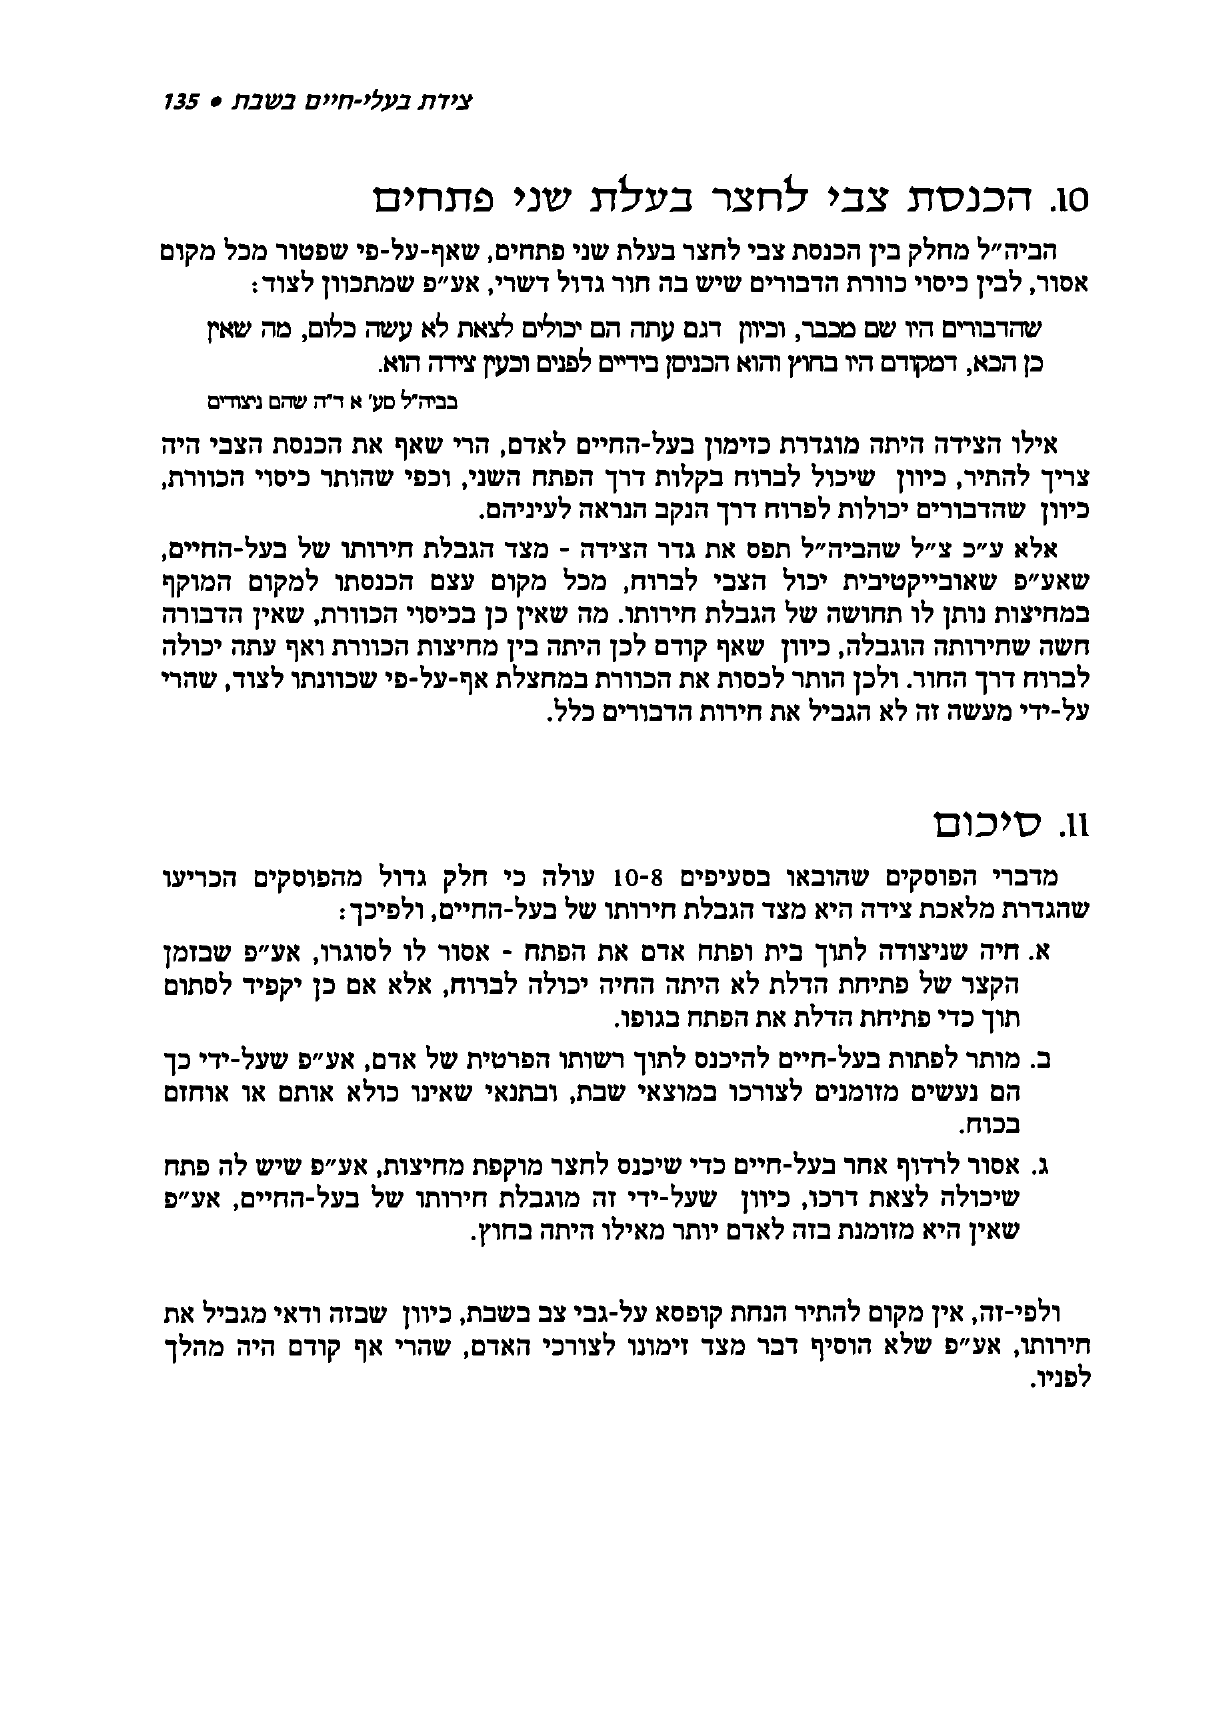 צידת בעלי-חיים בשבת • 135
10. הכנסת צבי לחצר בעלת שני פתחים
הביה״ל מחלק בין הכנסת צבי לחצר בעלת שני פתחים, שאף-על-פי שפטור מכל מקום
אסור, לבין כיסוי כוורת הדבורים שיש בה חור גדול דשרי, אע״פ שמתכוון לצוד:
שהדבורים היו שם מכבר, וכיוון דגם עתה הם יכולים לצאת לא עשה כלום, מה שאין
כן הכא, דמקודם היו בחוץ והוא הכניסן בידיים לפנים וכעין צידה הוא.
בביה״ל סע׳ א ד״ה שהם ניצודים
אילו הצידה היתה מוגדרת כזימון בעל-החיים לאדם, הרי שאף את הכנסת הצבי היה
צריך להתיר, כיוון שיכול לברוח בקלות דרך הפתח השני, וכפי שהותר כיסוי הכוורת,
כיוון שהדבורים יכולות לפרוח דרך הנקב הנראה לעיניהם.
אלא ע״כ צ״ל שהביה״ל תפס את גדר הצידה - מצד הגבלת חירותו של בעל-החיים,
שאע״פ שאובייקטיבית יכול הצבי לברוח, מכל מקום עצם הכנסתו למקום המוקף
במחיצות נותן לו תחושה של הגבלת חירותו. מה שאין כן בכיסוי הכוורת, שאין הדבורה
חשה שחירותה הוגבלה, כיוון שאף קודם לכן היתה בין מחיצות הכוורת ואף עתה יכולה
לברוח דרך החור. ולכן הותר לכסות את הכוורת במחצלת אף-על-פי שכוונתו לצוד, שהרי
על-ידי מעשה זה לא הגביל את חירות הדבורים כלל.
11. סיכום
מדברי הפוסקים שהובאו בסעיפים 10-8 עולה כי חלק גדול מהפוסקים הכריעו
שהגדרת מלאכת צידה היא מצד הגבלת חירותו של בעל-החיים, ולפיכך:
א. חיה שניצודה לתוך בית ופתח אדם את הפתח - אסור לו לסוגרו, אע״פ שבזמן
הקצר של פתיחת הדלת לא היתה החיה יכולה לברוח, אלא אם כן יקפיד לסתום
תוך כדי פתיחת הדלת את הפתח בגופו.
ב. מותר לפתות בעל-חיים להיכנס לתוך רשותו הפרטית של אדם, אע״פ שעל-ידי כך
הם נעשים מזומנים לצורכו במוצאי שבת, ובתנאי שאינו כולא אותם או אוחזם
בכוח.
ג. אסור לרדוף אחר בעל-חיים כדי שיכנס לחצר מוקפת מחיצות, אע״פ שיש לה פתח
שיכולה לצאת דרכו, כיוון שעל-ידי זה מוגבלת חירותו של בעל-החיים, אע״פ
שאין היא מזומנת בזה לאדם יותר מאילו היתה בחוץ.
ולפי-זה, אין מקום להתיר הנחת קופסא על-גבי צב בשבת, כיוון שבזה ודאי מגביל את
חירותו, אע״פ שלא הוסיף דבר מצד זימונו לצורכי האדם, שהרי אף קודם היה מהלך
לפניו.